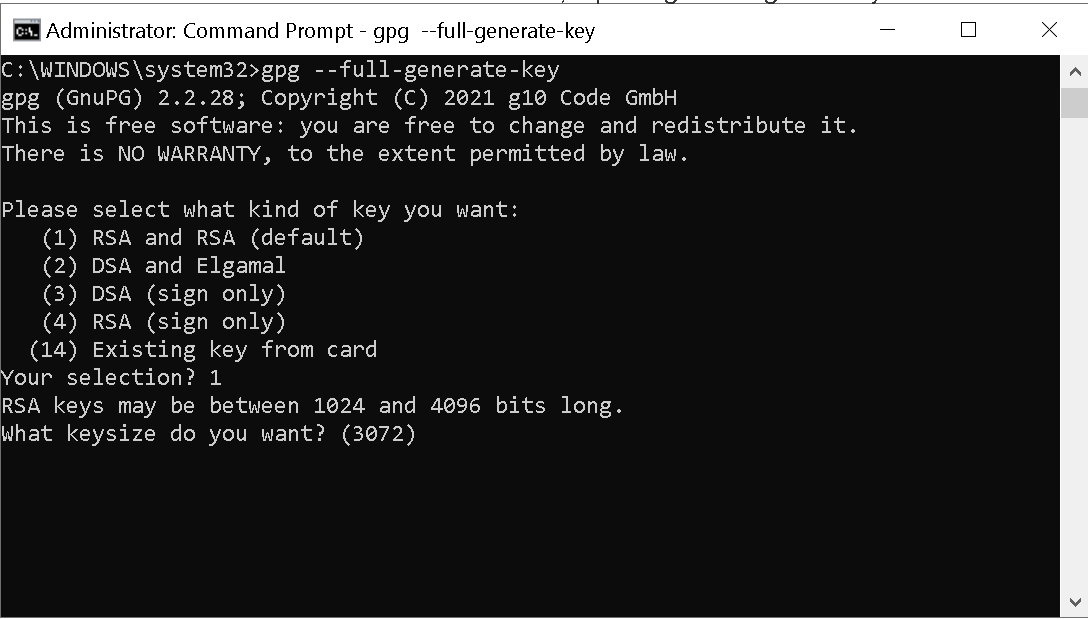 Administrator: Command Prompt - gpg  --full-generate-key
C:\WINDOWS\system32>gpg --full-generate-key
gpg (GnuPG) 2.2.28; Copyright (C) 2021 g10 Code GmbH
This is free software: you are free to change and redistribute it.
There is NO WARRANTY, to the extent permitted by law.
Please select what kind of key you want:
(1) RSA and RSA (default)
(2) DSA and Elgamal
(3) DSA (sign only)
(4) RSA (sign only)
(14) Existing key from card
Your selection? 1
RSA keys may be between 1024 and 4096 bits long.
What keysize do you want? (3072)